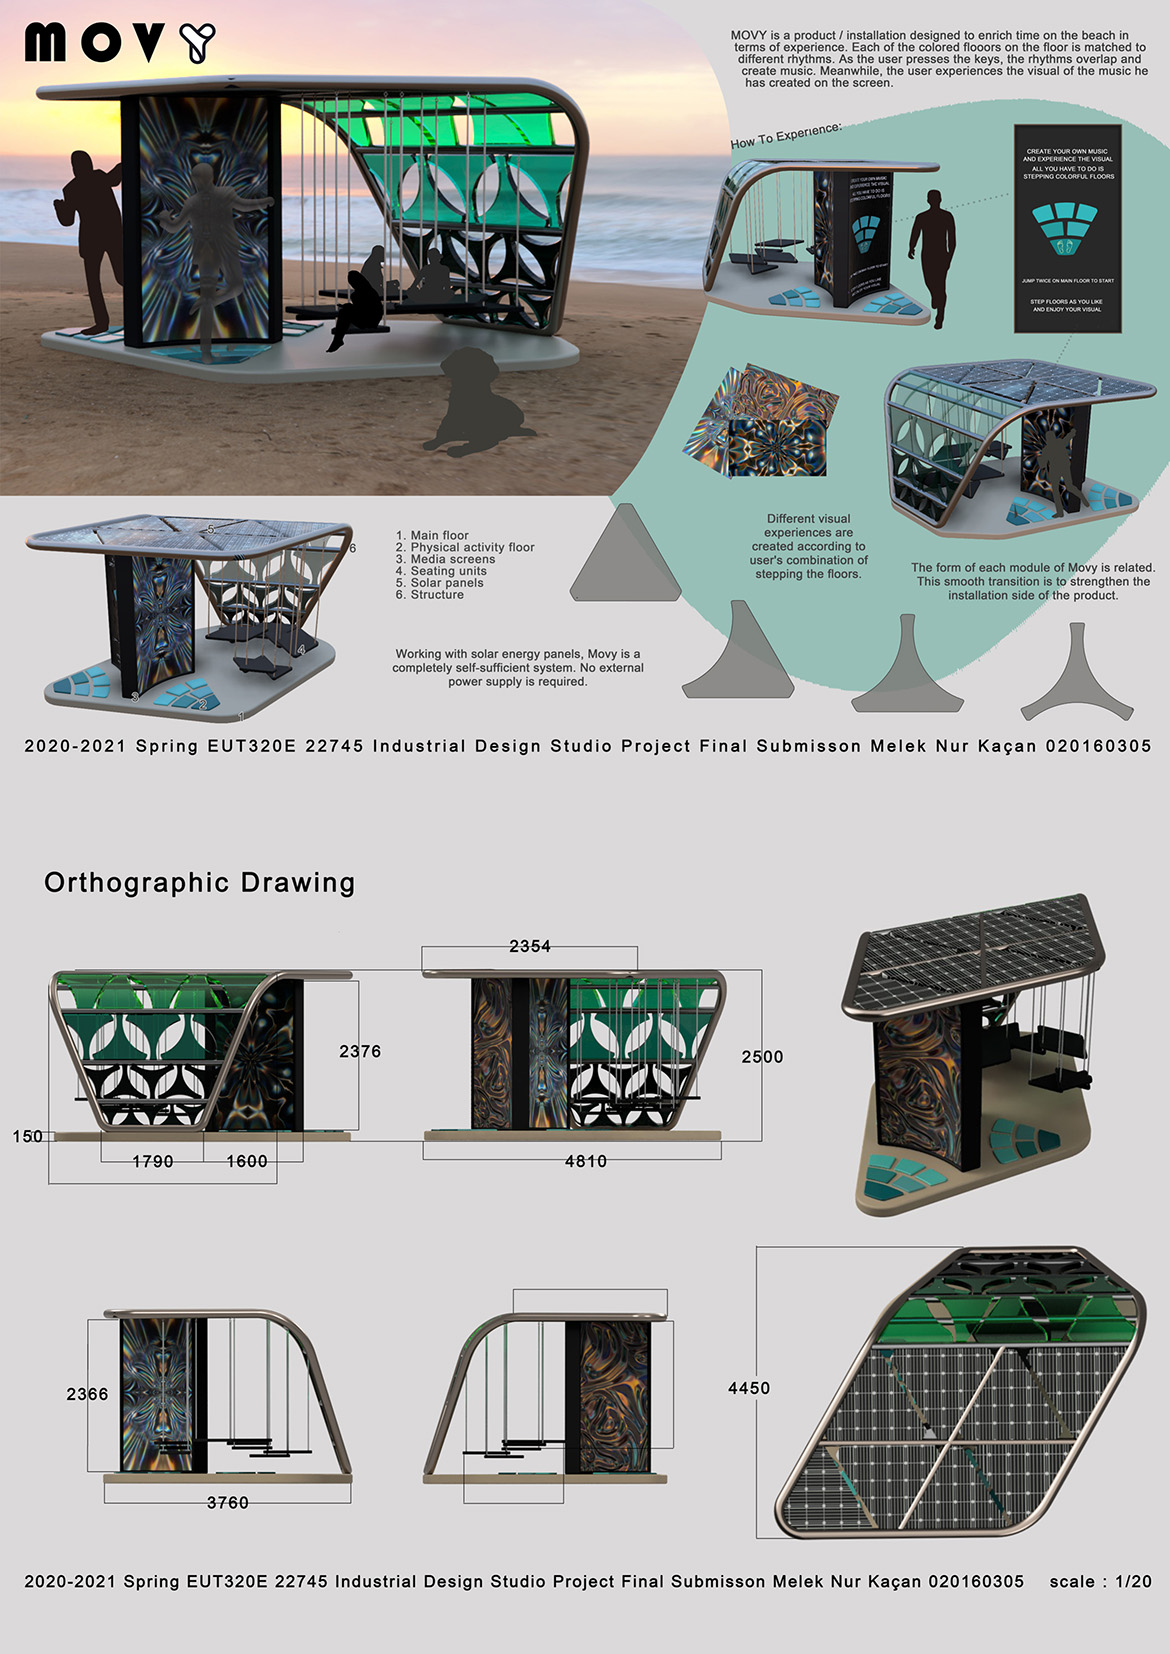 MOVY
MOVY is a product / installation designed to enrich time on the beach in
terms of experience. Each of the colored flooors on the floor is matched to
different rhythms. As the user presses the keys, the rhythms overlap and
create music. Meanwhile, the user experiences the visual of the music he
has created on the screen.
How To Experience:
CREATE YOUR OWN MUSIC
AND EXPERIENCE THE VISUAL
ALL YOU HAVE TO DO IS
STEPPING COLORFUL FLOORS
JUMP TWICE ON MAIN FLOOR TO START
STEP FLOORS AS YOU LIKE
AND ENJOY YOUR VISUAL
5
6
4
3
2
1
1. Main floor
2. Physical activity floor
3. Media screens
4. Seating units
5. Solar panels
6. Structure
Different visual
experiences are
created according to
user's combination of
stepping the floors.
The form of each module of Movy is related.
This smooth transition is to strengthen the
installation side of the product.
Working with solar energy panels, Movy is a
completely self-sufficient system. No external
power supply is required.
2020-2021 Spring EUT320E 22745 Industrial Design Studio Project Final Submisson Melek Nur Kaçan 020160305
Orthographic Drawing
2354
2376
2500
150
1790
1600
4810
2366
3760
4450
2020-2021 Spring EUT320E 22745 Industrial Design Studio Project Final Submisson Melek Nur Kaçan 020160305 scale : 1/20